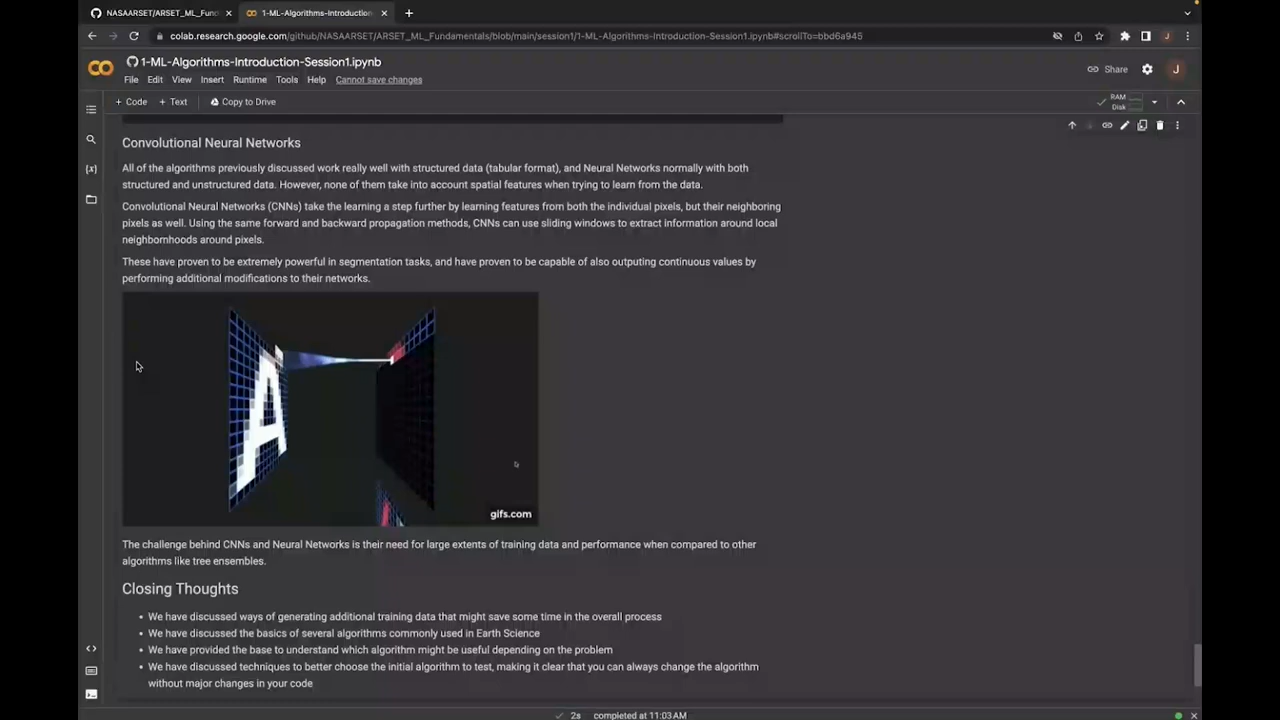 NASAARSET/ARSET_ML_Fund
1-ML-Algorithms-Introduction-
colab.research.google.com/github/NASAARSET/ARSET_ML_Fundamentals/blob/main/session1/1-ML-Algorithms-Introduction-Session1.ipynb#scrollTo=bbd6a945
J
1-ML-Algorithms-Introduction-Session1.ipynb
Share
J
File Edit View Insert Runtime Tools Help Cannot save changes
+ Code + Text Copy to Drive
RAM
Disk
Convolutional Neural Networks
All of the algorithms previously discussed work really well with structured data (tabular format), and Neural Networks normally with both
structured and unstructured data. However, none of them take into account spatial features when trying to learn from the data.
Convolutional Neural Networks (CNNs) take the learning a step further by learning features from both the individual pixels, but their neighboring
pixels as well. Using the same forward and backward propagation methods, CNNs can use sliding windows to extract information around local
neighbornhoods around pixels.
These have proven to be extremely powerful in segmentation tasks, and have proven to be capable of also outputing continuous values by
performing additional modifications to their networks.
A
gifs.com
The challenge behind CNNs and Neural Networks is their need for large extents of training data and performance when compared to other
algorithms like tree ensembles.
Closing Thoughts
• We have discussed ways of generating additional training data that might save some time in the overall process
• We have discussed the basics of several algorithms commonly used in Earth Science
• We have provided the base to understand which algorithm might be useful depending on the problem
• We have discussed techniques to better choose the initial algorithm to test, making it clear that you can always change the algorithm
without major changes in your code
2s completed at 11:03 AM